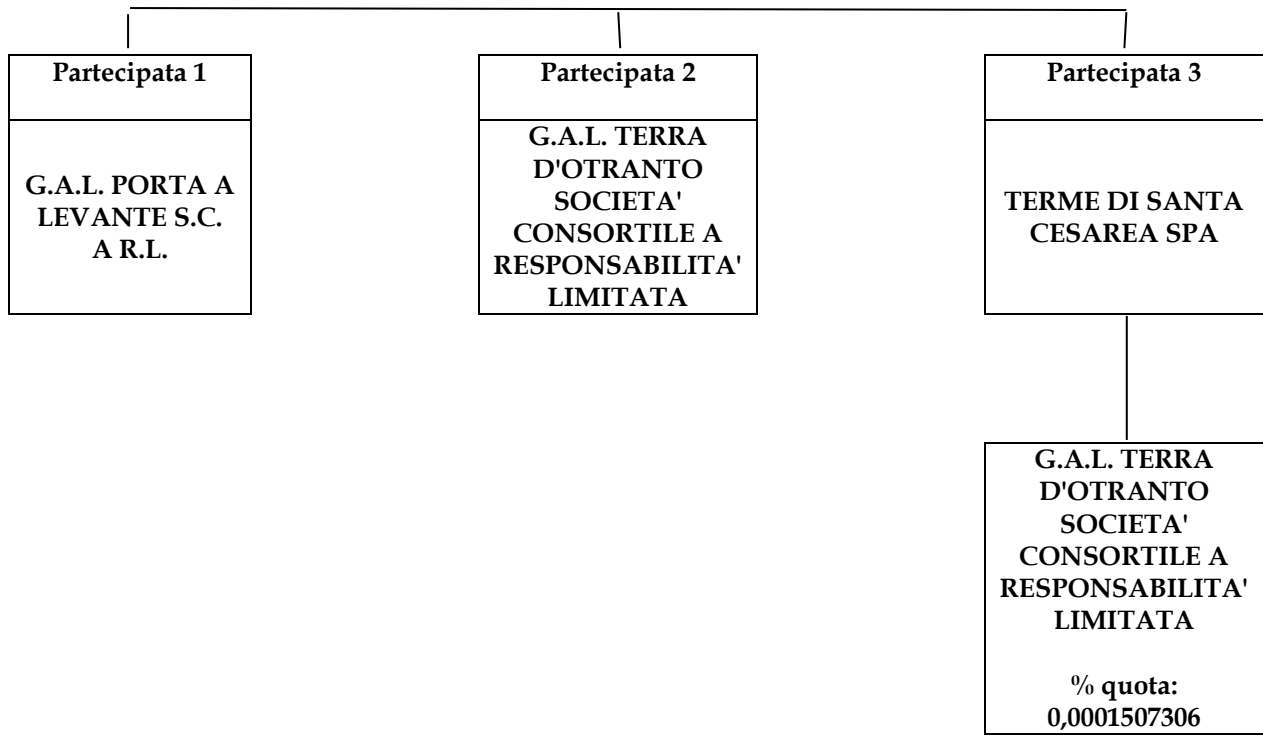 Partecipata 1
G.A.L. PORTA A
LEVANTE S.C.
A R.L.
Partecipata 2
G.A.L. TERRA
D'OTRANTO
SOCIETA'
CONSORTILE A
RESPONSABILITA'
LIMITATA
Partecipata 3
TERME DI SANTA
CESAREA SPA
G.A.L. TERRA
D'OTRANTO
SOCIETA'
CONSORTILE A
RESPONSABILITA'
LIMITATA
% quota:
0,0001507306